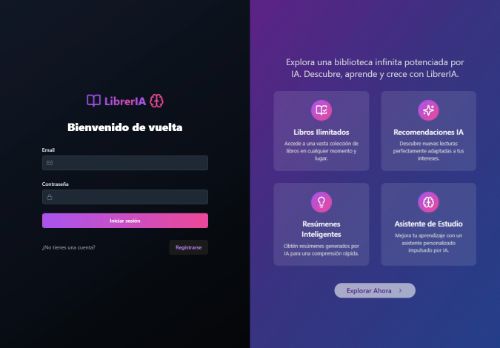 LibrerIA
Bienvenido de vuelta
Email
Contraseña
Iniciar sesión
¿No tienes una cuenta?
Registrarse
Explora una biblioteca infinita potenciada por
IA. Descubre, aprende y crece con LibrerIA.
Libros Ilimitados
Accede a una vasta colección de
libros en cualquier momento y
lugar.
Recomendaciones IA
Descubre nuevas lecturas
perfectamente adaptadas a tus
intereses.
Resúmenes
Inteligentes
Obtén resúmenes generados por
IA para una comprensión rápida.
Asistente de Estudio
Mejora tu aprendizaje con un
asistente personalizado
impulsado por IA.
Explorar Ahora